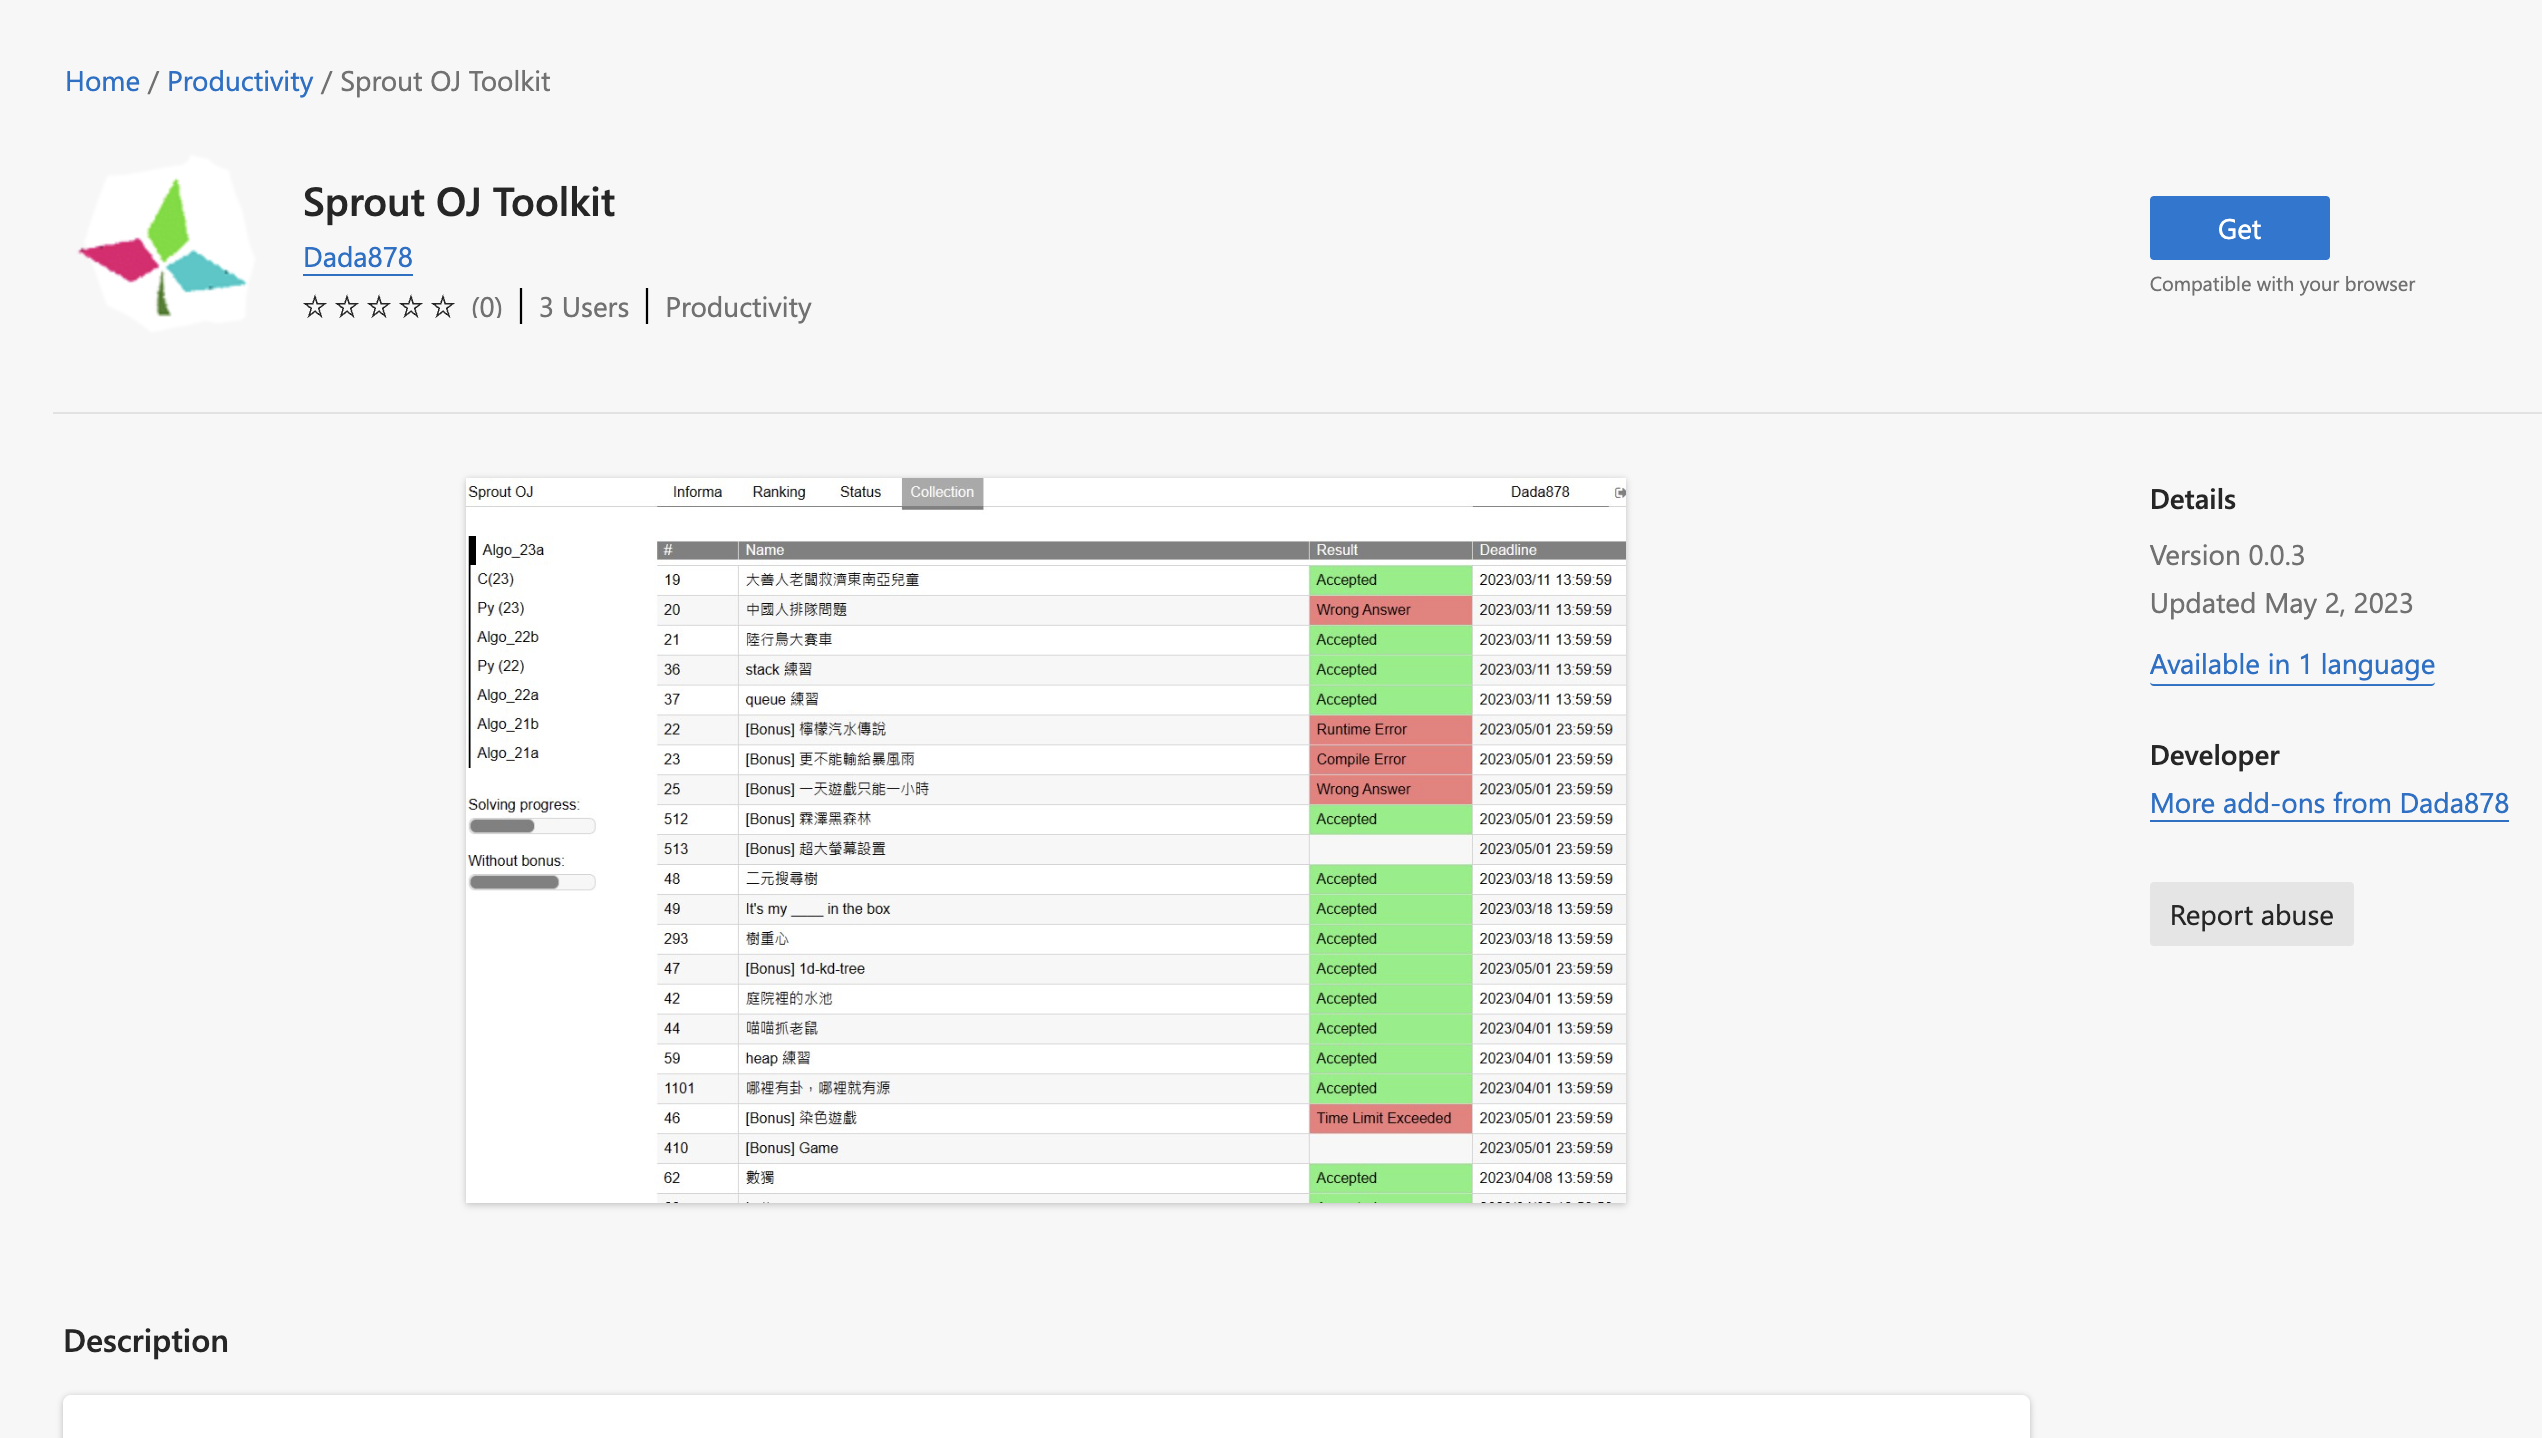 Home / Productivity / Sprout OJ Toolkit
Sprout OJ Toolkit
Dada878
(0) | 3 Users | Productivity
Get
Compatible with your browser
Sprout OJ Informa Ranking Status Collection Dada878
Algo_23a
C(23)
Py (23)
Algo_22b
Py (22)
Algo_22a
Algo_21b
Algo_21a
Solving progress:
Without bonus:
# Name Result Deadline
19 大善人老闆救濟東南亞兒童 Accepted 2023/03/11 13:59:59
20 中國人排隊問題 Wrong Answer 2023/03/11 13:59:59
21 陸行鳥大賽車 Accepted 2023/03/11 13:59:59
36 stack 練習 Accepted 2023/03/11 13:59:59
37 queue 練習 Accepted 2023/03/11 13:59:59
22 [Bonus] 檸檬汽水傳說 Runtime Error 2023/05/01 23:59:59
23 [Bonus] 更不能輸給暴風雨 Compile Error 2023/05/01 23:59:59
25 [Bonus] 一天遊戲只能一小時 Wrong Answer 2023/05/01 23:59:59
512 [Bonus] 霖澤黑森林 Accepted 2023/05/01 23:59:59
513 [Bonus] 超大螢幕設置 2023/05/01 23:59:59
48 二元搜尋樹 Accepted 2023/03/18 13:59:59
49 It's my ____ in the box Accepted 2023/03/18 13:59:59
293 樹重心 Accepted 2023/03/18 13:59:59
47 [Bonus] 1d-kd-tree Accepted 2023/05/01 23:59:59
42 庭院裡的水池 Accepted 2023/04/01 13:59:59
44 喵喵抓老鼠 Accepted 2023/04/01 13:59:59
59 heap 練習 Accepted 2023/04/01 13:59:59
1101 哪裡有卦，哪裡就有源 Accepted 2023/04/01 13:59:59
46 [Bonus] 染色遊戲 Time Limit Exceeded 2023/05/01 23:59:59
410 [Bonus] Game 2023/05/01 23:59:59
62 數獨 Accepted 2023/04/08 13:59:59
Details
Version 0.0.3
Updated May 2, 2023
Available in 1 language
Developer
More add-ons from Dada878
Report abuse
Description